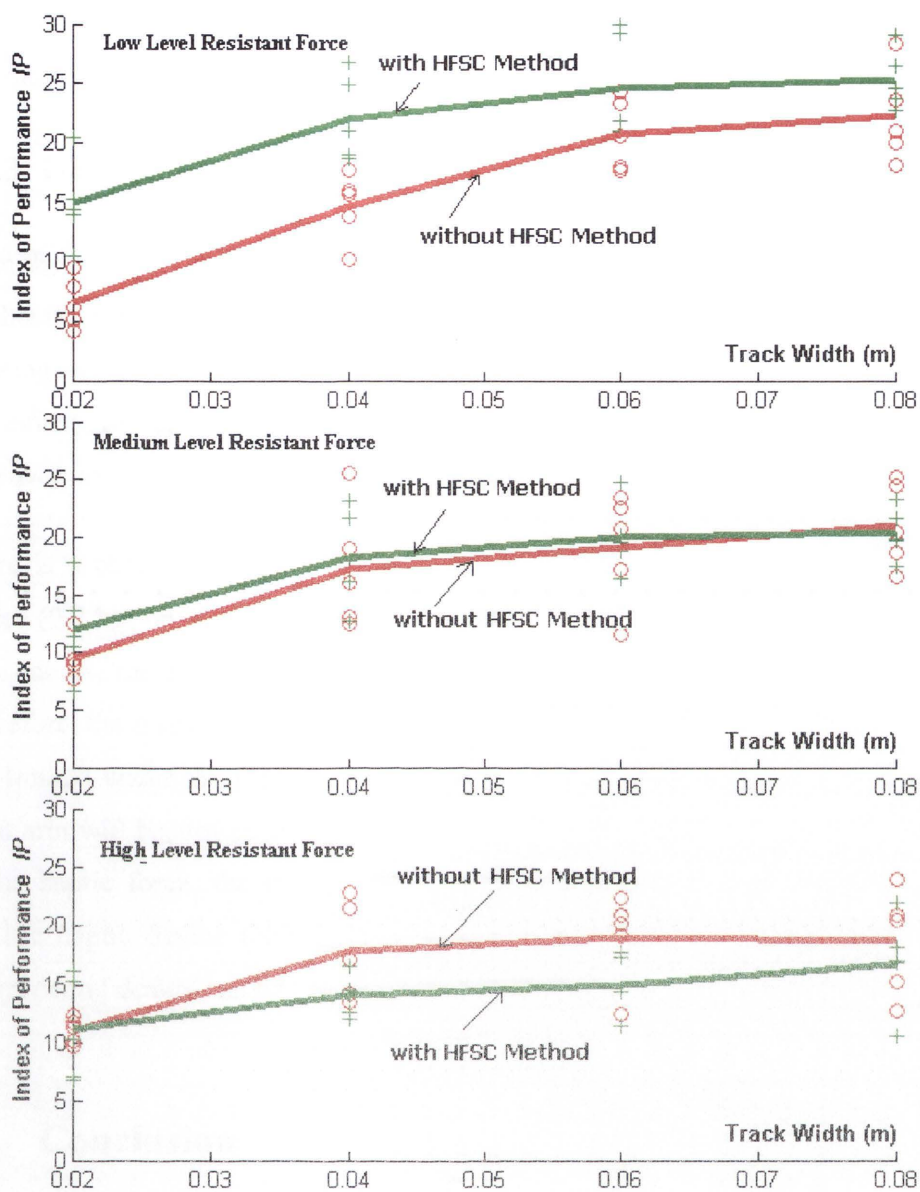 30
Low Level Resistant Force
with HFSC Method
25
20
15
without HFSC Method
10
5
Track Width (m)
0
0.02 0.03 0.04 0.05 0.06 0.07 0.08
Index of Performance IP
30
Medium Level Resistant Force
25
with HFSC Method
20
15
without HFSC Method
10
5
Track Width (m)
0
0.02 0.03 0.04 0.05 0.06 0.07 0.08
Index of Performance IP
30
High Level Resistant Force
25
without HFSC Method
20
15
10
with HFSC Method
5
Track Width (m)
0
0.02 0.03 0.04 0.05 0.06 0.07 0.08
Index of Performance IP